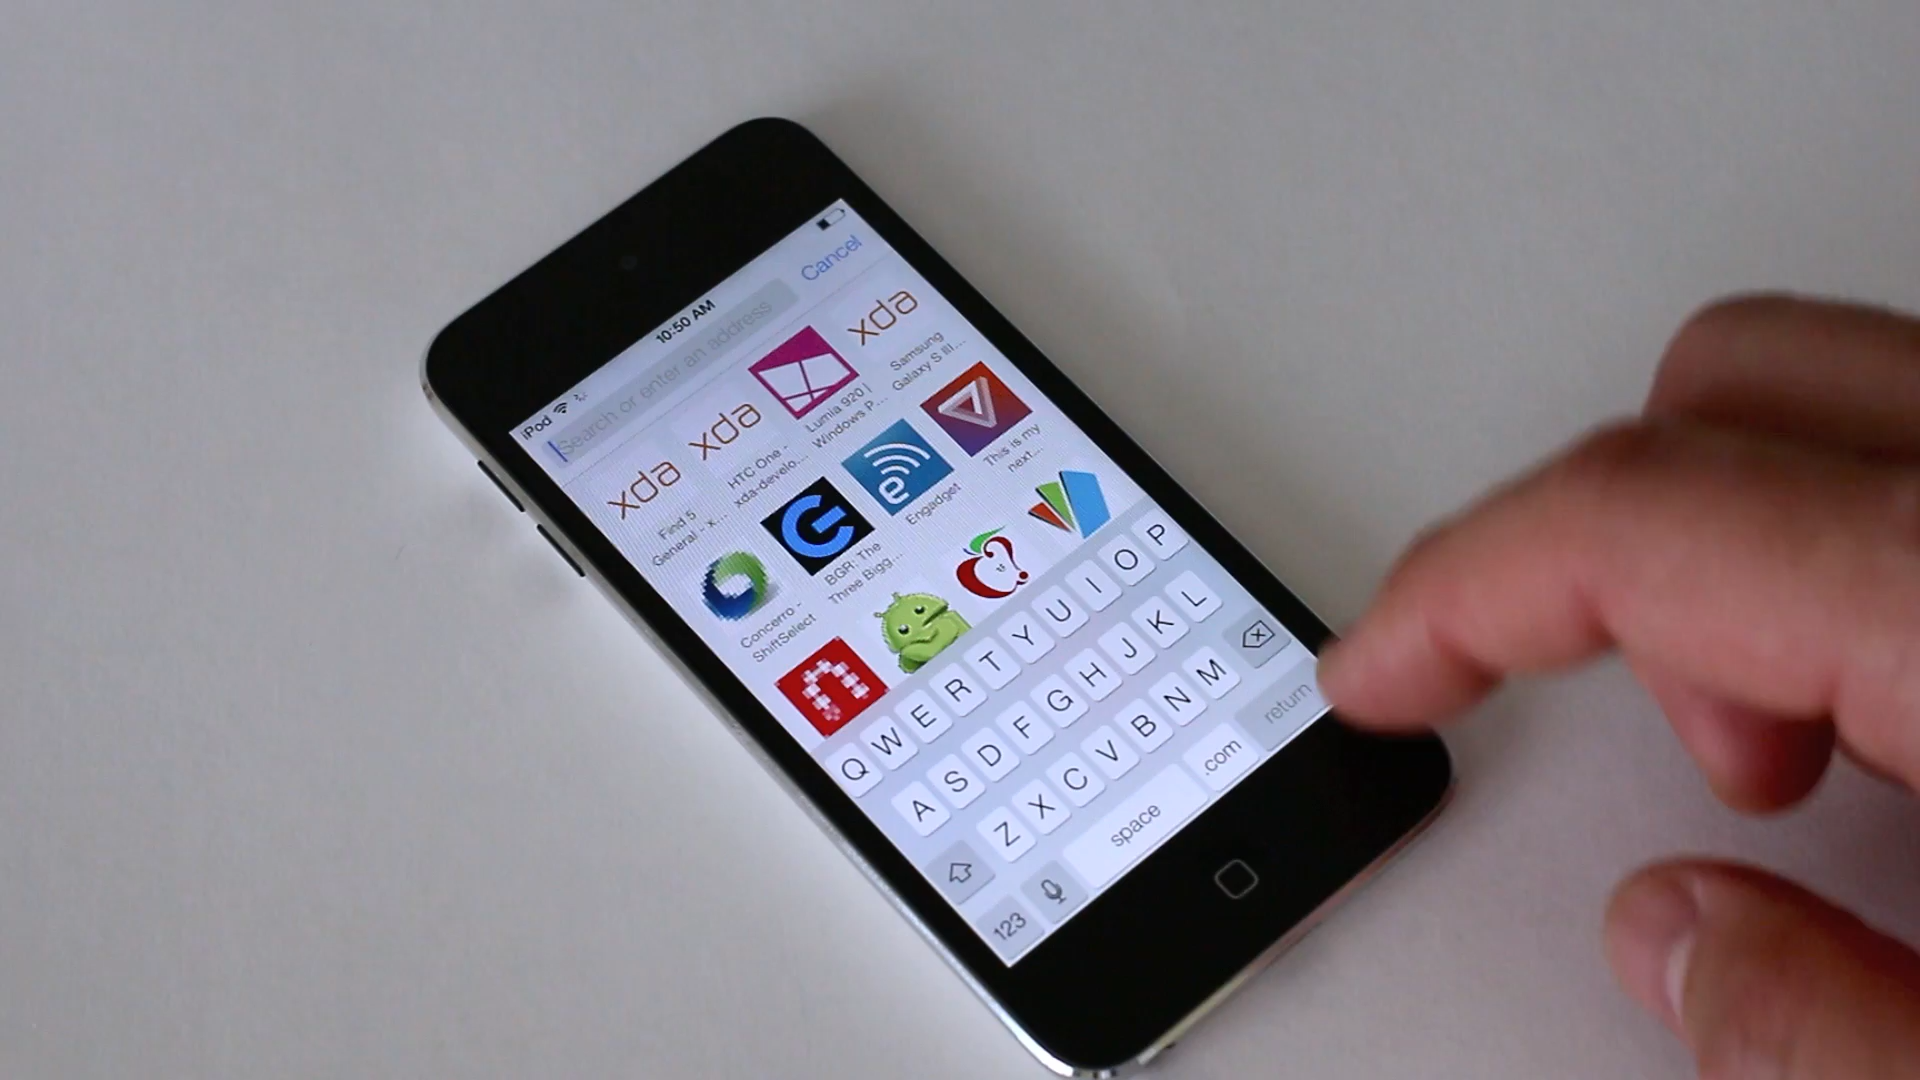 iPod 10:50 AM
Search or enter an address Cancel
xda
Find 5
General - x...
xda
HTC One -
xda-develo...
Lumia 920 |
Windows P...
xda
Samsung
Galaxy S III...
Concerro -
ShiftSelect
G
BGR: The
Three Bigg...
e
Engadget
This is my
next...
n
Q W E R T Y U I O P
A S D F G H J K L
Z X C V B N M
123 space .com return